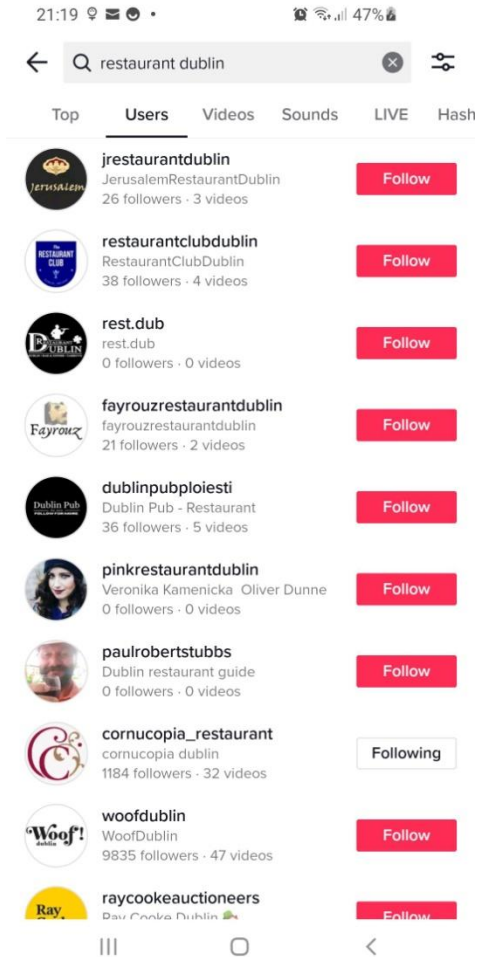 21:19
47%
restaurant dublin
Top Users Videos Sounds LIVE Hash
Jerusalem
jrestaurantdublin
JerusalemRestaurantDublin
26 followers · 3 videos
Follow
The
RESTAURANT
CLUB
restaurantclubdublin
RestaurantClubDublin
38 followers · 4 videos
Follow
RESTAURANT
DUBLIN
rest.dub
rest.dub
0 followers · 0 videos
Follow
Fayrouz
fayrouzrestaurantdublin
fayrouzrestaurantdublin
21 followers · 2 videos
Follow
Dublin Pub
dublinpubploiesti
Dublin Pub - Restaurant
36 followers · 5 videos
Follow
pinkrestaurantdublin
Veronika Kamenicka Oliver Dunne
0 followers · 0 videos
Follow
paulrobertstubbs
Dublin restaurant guide
0 followers · 0 videos
Follow
cornucopia_restaurant
cornucopia dublin
1184 followers · 32 videos
Following
Woof!
dublin
woofdublin
WoofDublin
9835 followers · 47 videos
Follow
Ray
raycookeauctioneers
Ray Cooke Dublin
Follow